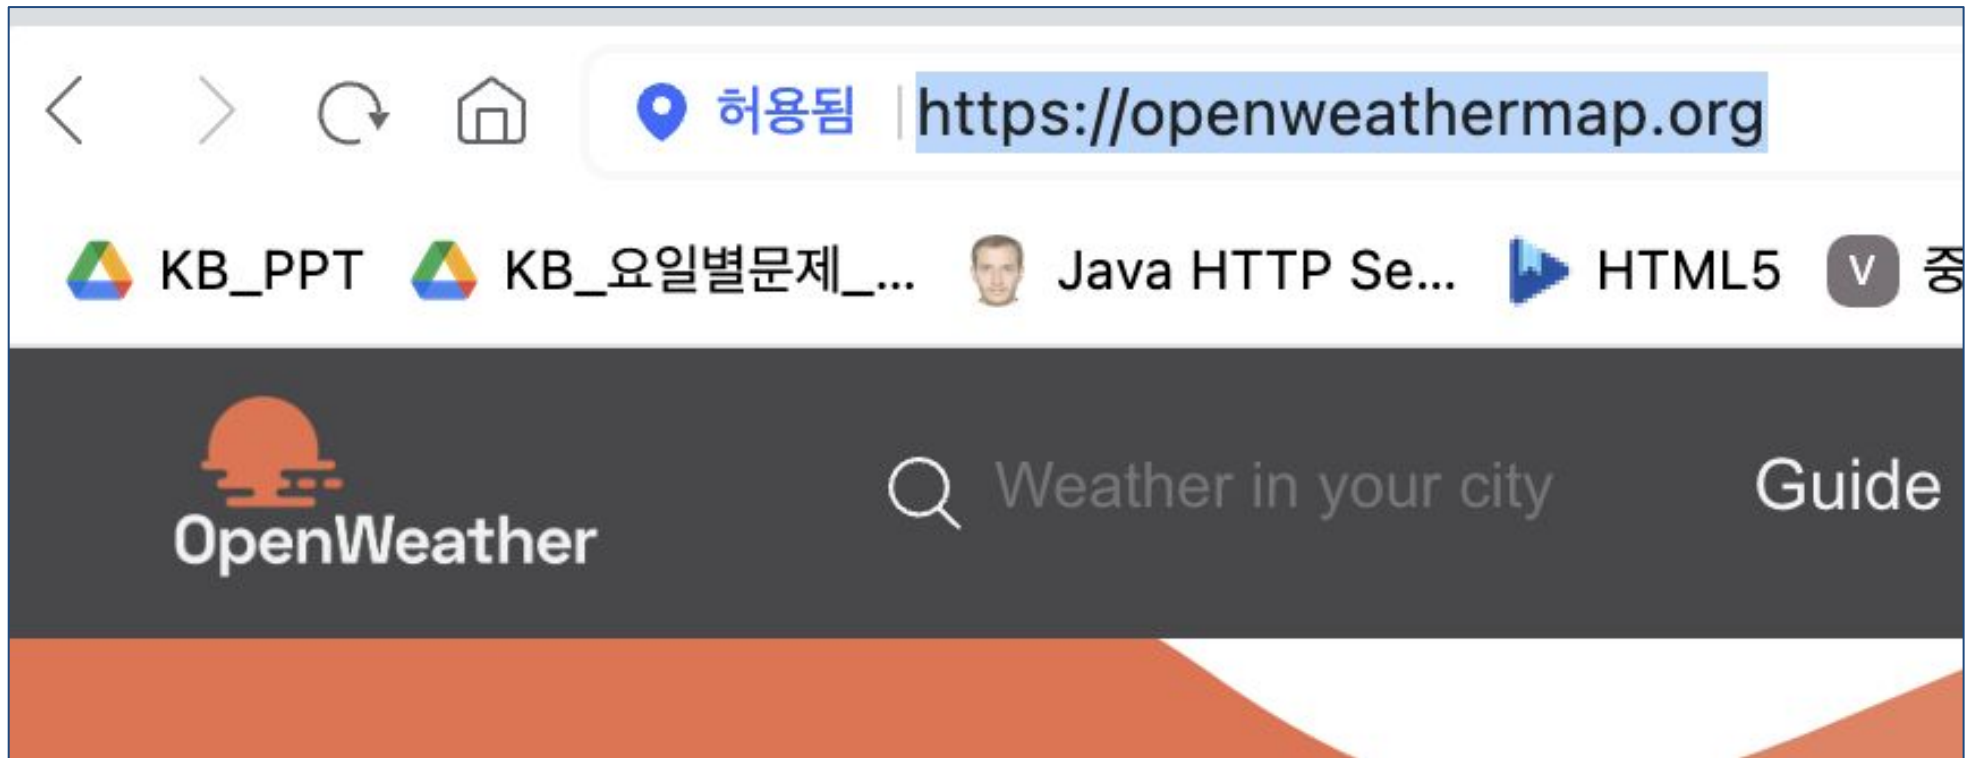 허용됨 https://openweathermap.org
KB_PPT KB_요일별문제_... Java HTTP Se... HTML5 V 중
OpenWeather Weather in your city Guide